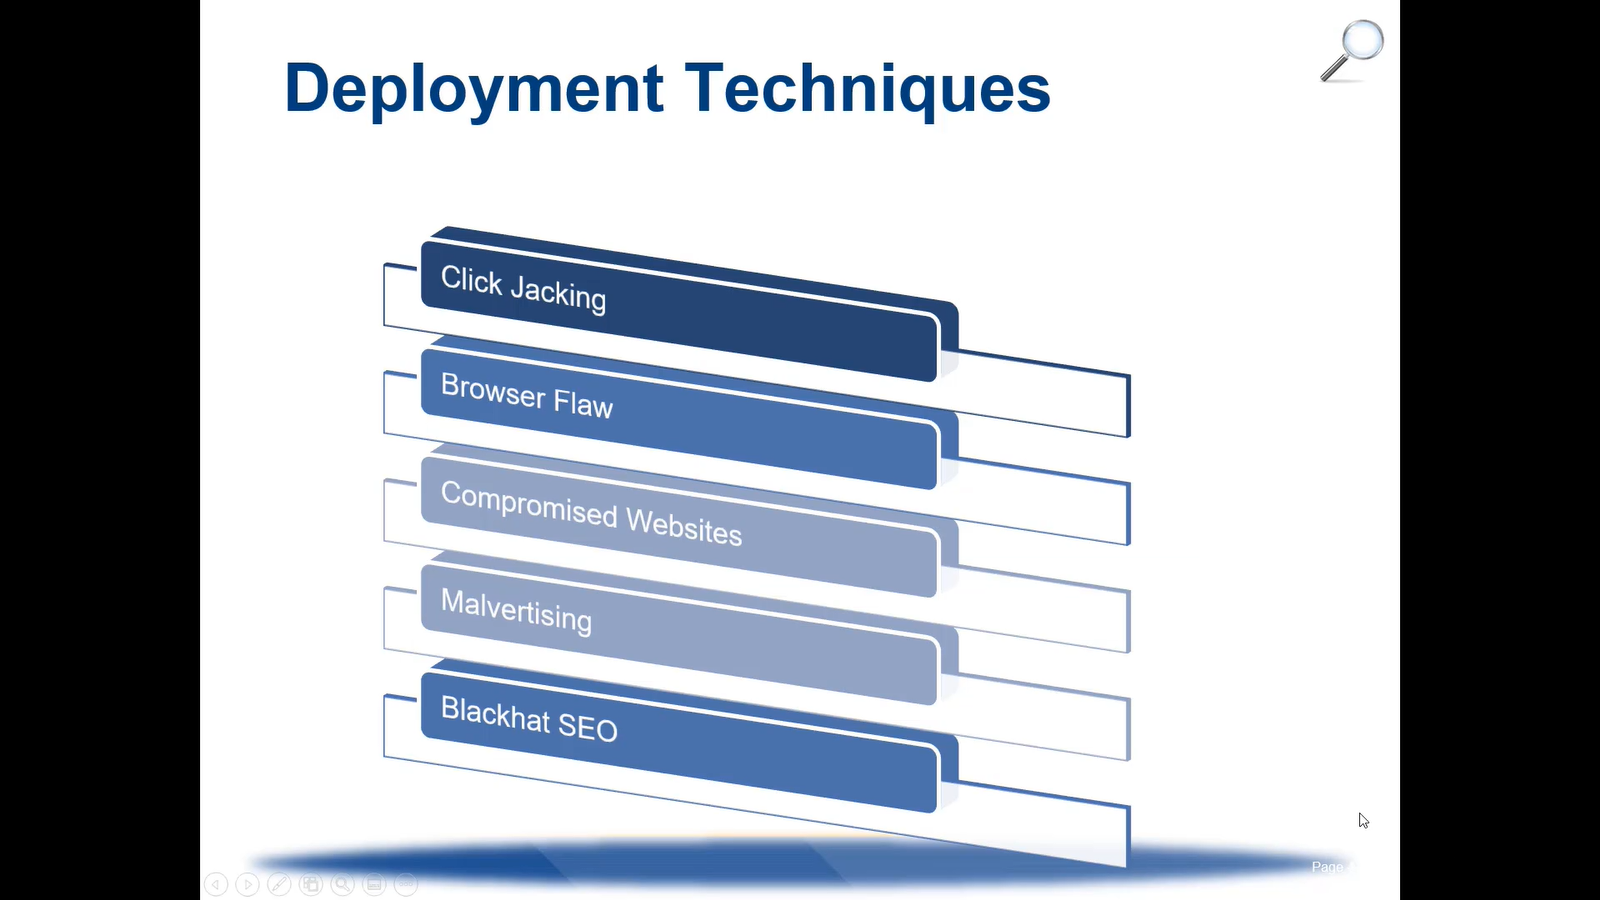 Deployment Techniques
Click Jacking
Browser Flaw
Compromised Websites
Malvertising
Blackhat SEO
Page